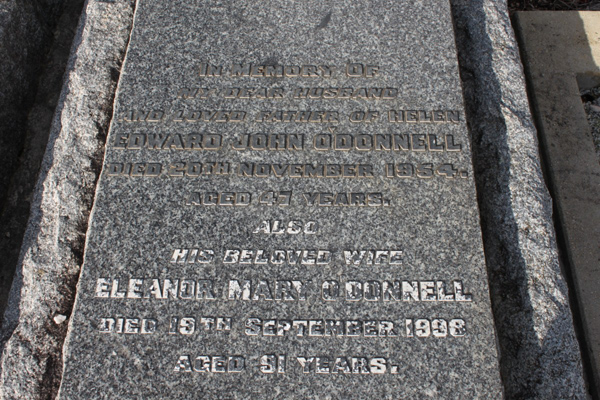 IN MEMORY OF
MY DEAR HUSBAND
AND LOVED FATHER OF HELEN
EDWARD JOHN O'DONNELL
DIED 20TH NOVEMBER 1954.
AGED 47 YEARS.
ALSO
HIS BELOVED WIFE
ELEANOR MARY O'DONNELL
DIED 19TH SEPTEMBER 1998
AGED 91 YEARS.